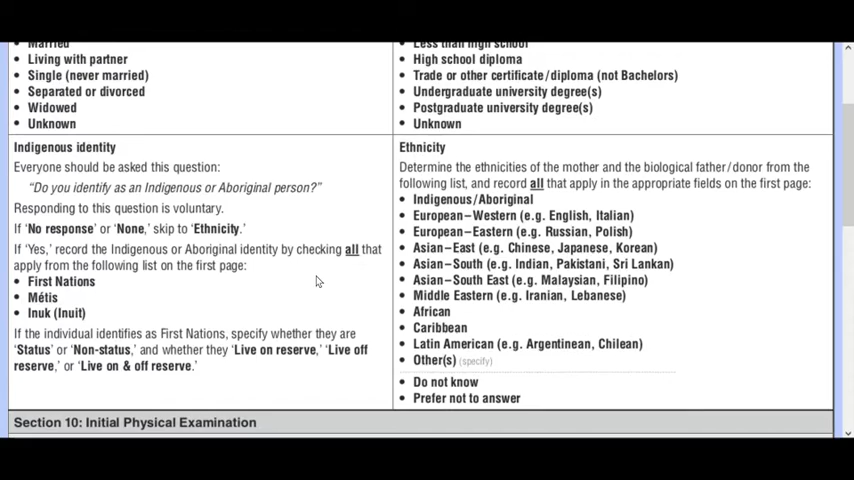 • Married
• Living with partner
• Single (never married)
• Separated or divorced
• Widowed
• Unknown
• Less than high school
• High school diploma
• Trade or other certificate/diploma (not Bachelors)
• Undergraduate university degree(s)
• Postgraduate university degree(s)
• Unknown
Indigenous identity
Everyone should be asked this question:
“Do you identify as an Indigenous or Aboriginal person?”
Responding to this question is voluntary.
If ‘No response’ or ‘None,’ skip to ‘Ethnicity.’
If ‘Yes,’ record the Indigenous or Aboriginal identity by checking all that
apply from the following list on the first page:
• First Nations
• Métis
• Inuk (Inuit)
If the individual identifies as First Nations, specify whether they are
‘Status’ or ‘Non-status,’ and whether they ‘Live on reserve,’ ‘Live off
reserve,’ or ‘Live on & off reserve.’
Ethnicity
Determine the ethnicities of the mother and the biological father/donor from the
following list, and record all that apply in the appropriate fields on the first page:
• Indigenous/Aboriginal
• European–Western (e.g. English, Italian)
• European–Eastern (e.g. Russian, Polish)
• Asian–East (e.g. Chinese, Japanese, Korean)
• Asian–South (e.g. Indian, Pakistani, Sri Lankan)
• Asian–South East (e.g. Malaysian, Filipino)
• Middle Eastern (e.g. Iranian, Lebanese)
• African
• Caribbean
• Latin American (e.g. Argentinean, Chilean)
• Other(s) (specify)
• Do not know
• Prefer not to answer
Section 10: Initial Physical Examination